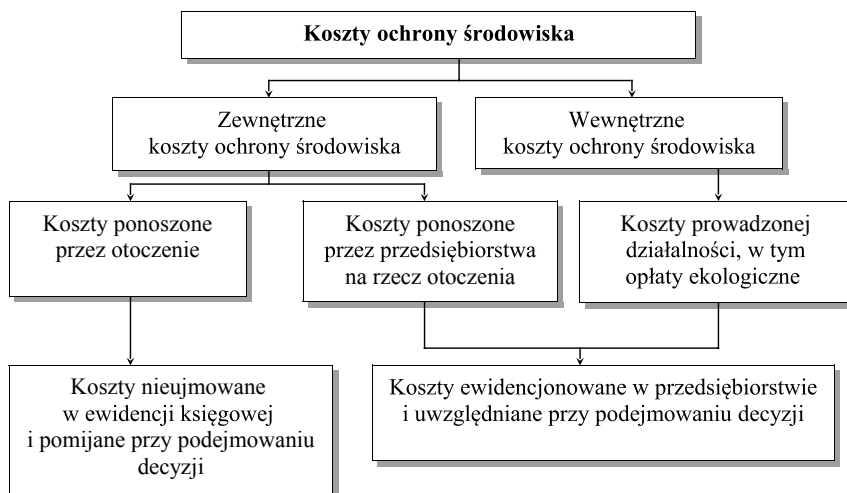 Koszty ochrony środowiska
Zewnętrzne
koszty ochrony środowiska
Wewnętrzne
koszty ochrony środowiska
Koszty ponoszone
przez otoczenie
Koszty ponoszone
przez przedsiębiorstwa
na rzecz otoczenia
Koszty prowadzonej
działalności, w tym
opłaty ekologiczne
Koszty nieujmowane
w ewidencji księgowej
i pomijane przy podejmowaniu
decyzji
Koszty ewidencjonowane w przedsiębiorstwie
i uwzględniane przy podejmowaniu decyzji